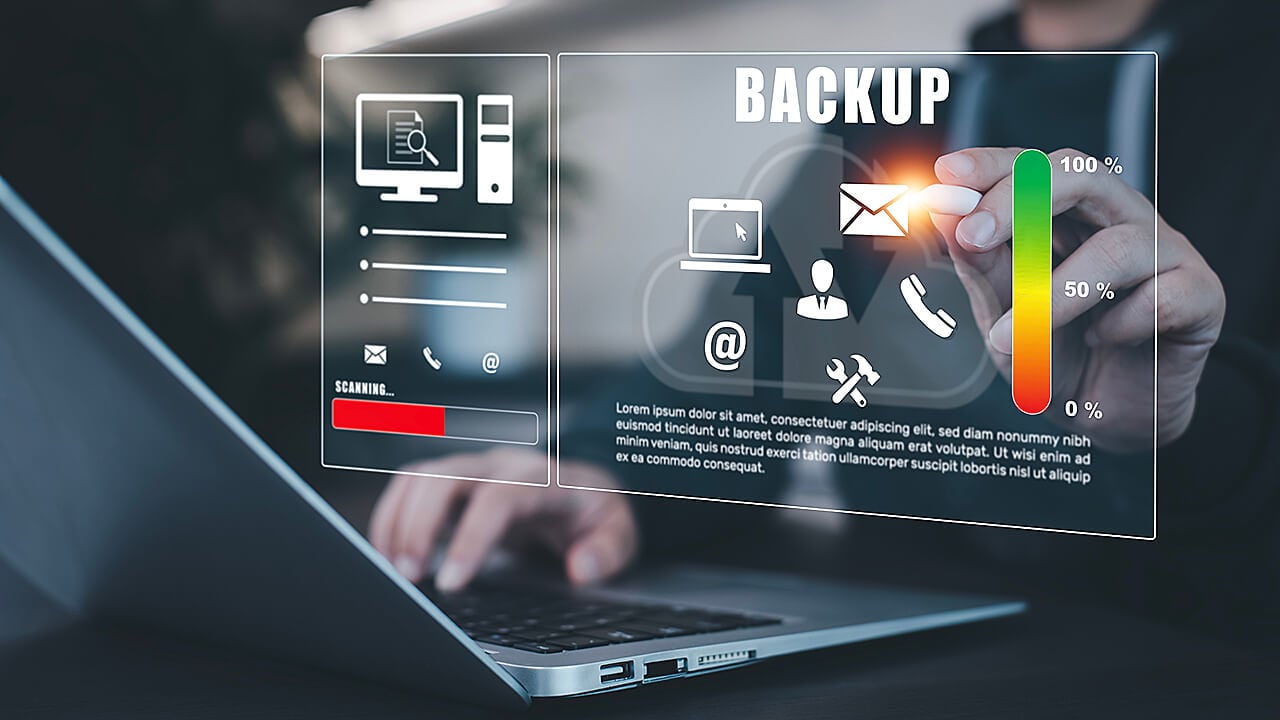 SCANNING...
BACKUP
100 %
50 %
0 %
@
@
Lorem ipsum dolor sit amet, consectetuer adipiscing elit, sed diam nonummy nibh
euismod tincidunt ut laoreet dolore magna aliquam erat volutpat. Ut wisi enim ad
minim veniam, quis nostrud exerci tation ullamcorper suscipit lobortis nisl ut aliquip
ex ea commodo consequat.